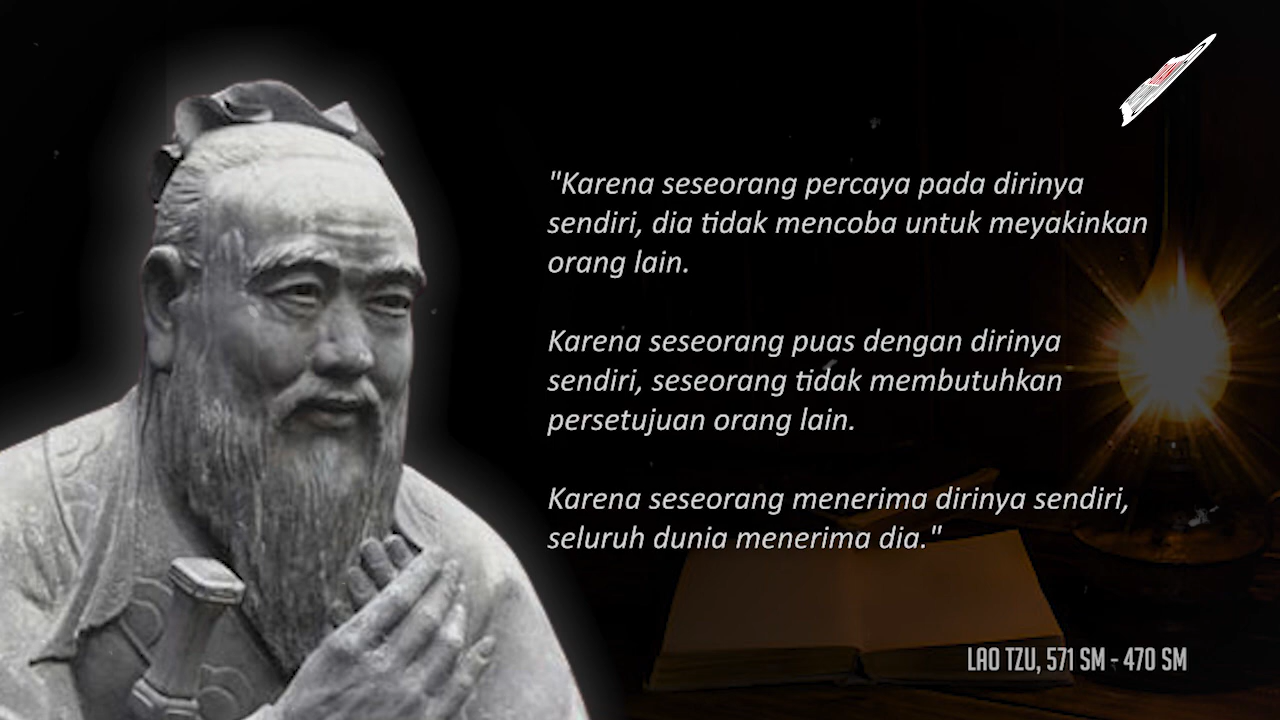 "Karena seseorang percaya pada dirinya
sendiri, dia tidak mencoba untuk meyakinkan
orang lain.
Karena seseorang puas dengan dirinya
sendiri, seseorang tidak membutuhkan
persetujuan orang lain.
Karena seseorang menerima dirinya sendiri,
seluruh dunia menerima dia."
LAO TZU, 571 SM - 470 SM